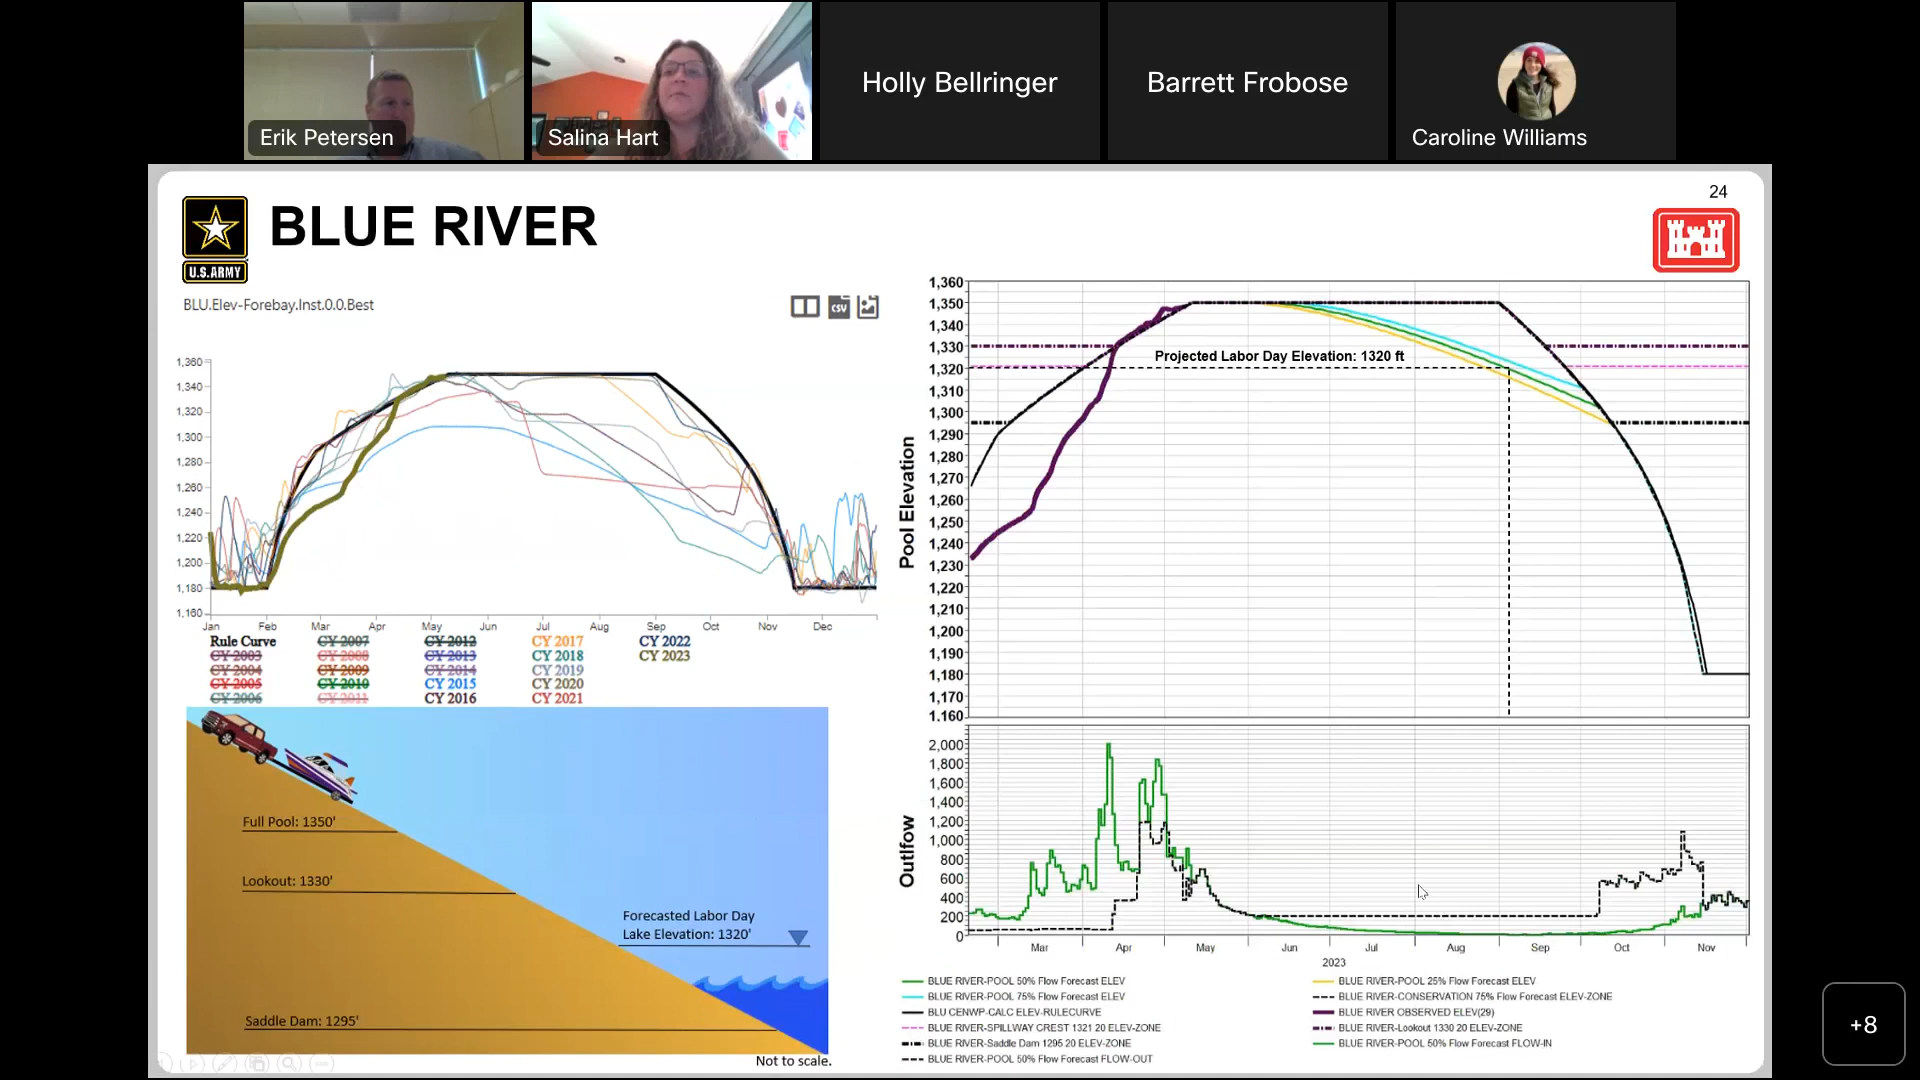 Erik Petersen
Salina Hart
Holly Bellringer
Barrett Frobose
Caroline Williams
24
U.S.ARMY
BLUE RIVER
BLU.Elev-Forebay.Inst.0.0.Best
CSV
1,360
1,340
1,320
1,300
1,280
1,260
1,240
1,220
1,200
1,180
1,160
Jan Feb Mar Apr May Jun Jul Aug Sep Oct Nov Dec
Rule Curve CY 2007 CY 2012 CY 2017 CY 2022
CY 2003 CY 2008 CY 2013 CY 2018 CY 2023
CY 2004 CY 2009 CY 2014 CY 2019
CY 2005 CY 2010 CY 2015 CY 2020
CY 2006 CY 2011 CY 2016 CY 2021
Full Pool: 1350'
Lookout: 1330'
Forecasted Labor Day
Lake Elevation: 1320'
Saddle Dam: 1295'
Not to scale.
Pool Elevation
1,360
1,350
1,340
1,330
1,320
1,310
1,300
1,290
1,280
1,270
1,260
1,250
1,240
1,230
1,220
1,210
1,200
1,190
1,180
1,170
1.160
Projected Labor Day Elevation: 1320 ft
Outlfow
2,000
1,800
1,600
1,400
1,200
1,000
800
600
400
200
0
Mar Apr May Jun Jul Aug Sep Oct Nov
2023
BLUE RIVER-POOL 50% Flow Forecast ELEV
BLUE RIVER-POOL 75% Flow Forecast ELEV
BLU CENWP-CALC ELEV-RULECURVE
BLUE RIVER-SPILLWAY CREST 1321 20 ELEV-ZONE
BLUE RIVER-Saddle Dam 1295 20 ELEV-ZONE
BLUE RIVER-POOL 50% Flow Forecast FLOW-OUT
BLUE RIVER-POOL 25% Flow Forecast ELEV
BLUE RIVER-CONSERVATION 75% Flow Forecast ELEV-ZONE
BLUE RIVER OBSERVED ELEV(29)
BLUE RIVER-Lookout 1330 20 ELEV-ZONE
BLUE RIVER-POOL 50% Flow Forecast FLOW-IN
+8